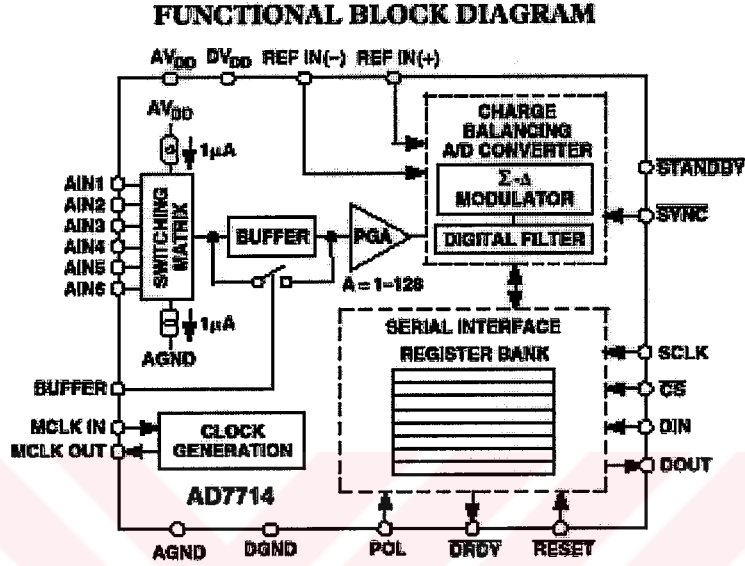 FUNCTIONAL BLOCK DIAGRAM
AVDD DVDD REF IN(-) REF IN(+)
AVDD
1µA
CHARGE
BALANCING
A/D CONVERTER
Σ-Δ
MODULATOR
DIGITAL FILTER
STANDBY
SYNC
AIN1
AIN2
AIN3
AIN4
AIN5
AIN6
SWITCHING
MATRIX
BUFFER
PGA
A = 1-128
1µA
AGND
SERIAL INTERFACE
REGISTER BANK
SCLK
CS
DIN
DOUT
BUFFER
MCLK IN
MCLK OUT
CLOCK
GENERATION
AD7714
AGND DGND POL DRDY RESET